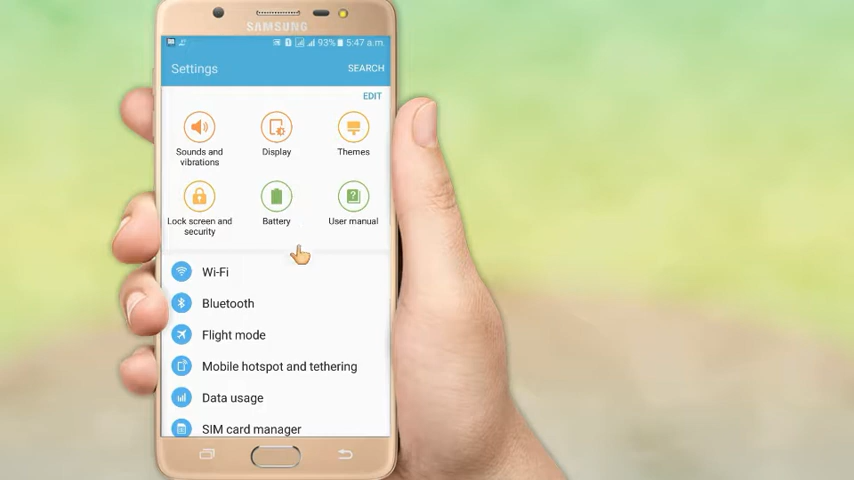 SAMSUNG
93% 5:47 a.m.
Settings
SEARCH
EDIT
Sounds and
vibrations
Display
Themes
Lock screen and
security
Battery
User manual
Wi-Fi
Bluetooth
Flight mode
Mobile hotspot and tethering
Data usage
SIM card manager